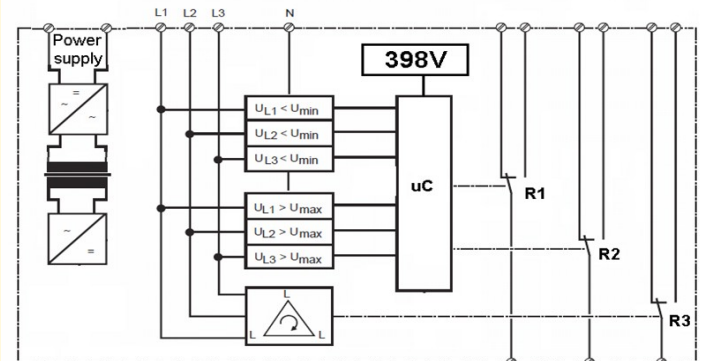 L1 L2 L3 N
Power
supply
=
~
~
398V
UL1 < Umin
UL2 < Umin
UL3 < Umin
uC
R1
UL1 > Umax
UL2 > Umax
UL3 > Umax
R2
~
=
L
L L
R3